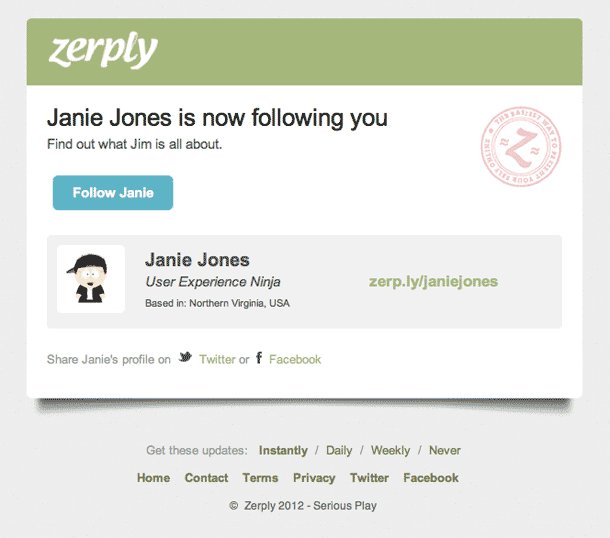 zerply
Janie Jones is now following you
Find out what Jim is all about.
THE EASIEST WAY TO PRESENT YOUR SELF ONLINE
Z
Follow Janie
Janie Jones
User Experience Ninja
Based in: Northern Virginia, USA
zerp.ly/janiejones
Share Janie's profile on Twitter or f Facebook
Get these updates: Instantly / Daily / Weekly / Never
Home Contact Terms Privacy Twitter Facebook
© Zerply 2012 - Serious Play